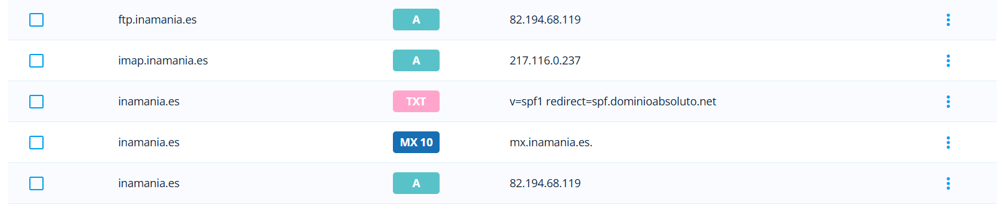 ftp.inamania.es A 82.194.68.119
imap.inamania.es A 217.116.0.237
inamania.es TXT v=spf1 redirect=spf.dominioabsoluto.net
inamania.es MX 10 mx.inamania.es.
inamania.es A 82.194.68.119